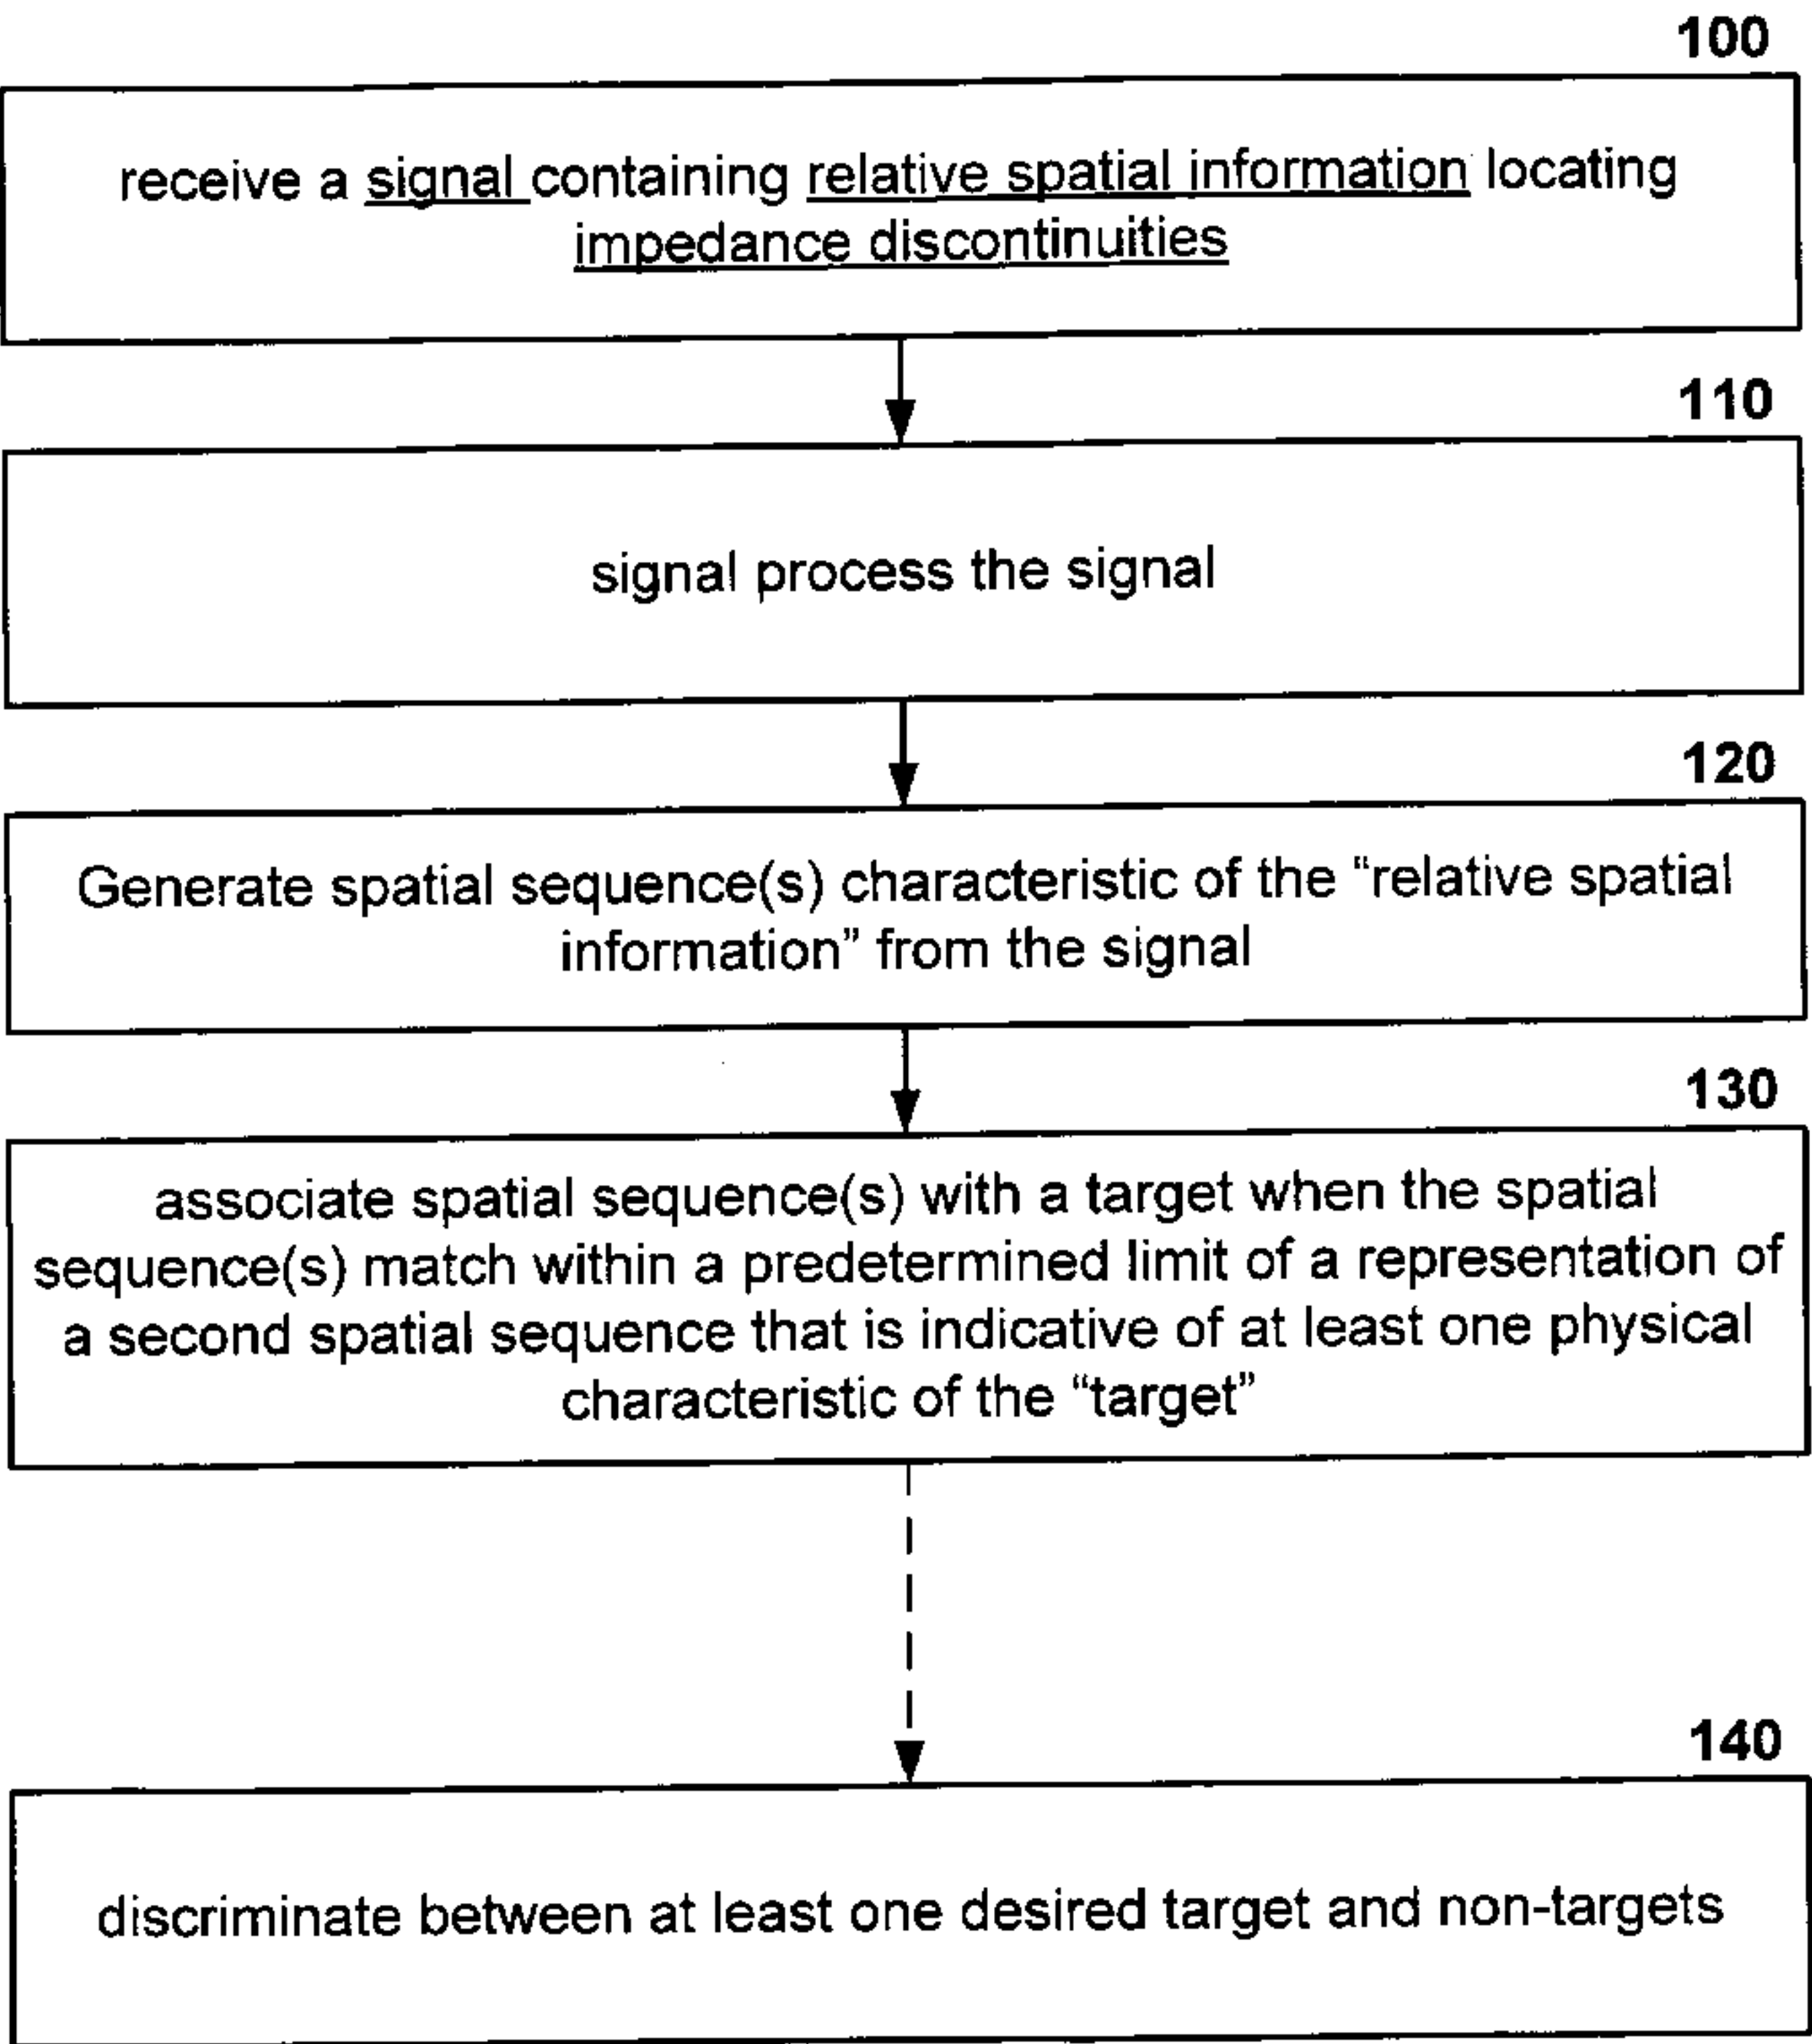 100
receive a signal containing relative spatial information locating
impedance discontinuities
110
signal process the signal
120
Generate spatial sequence(s) characteristic of the “relative spatial
information” from the signal
130
associate spatial sequence(s) with a target when the spatial
sequence(s) match within a predetermined limit of a representation of
a second spatial sequence that is indicative of at least one physical
characteristic of the “target”
140
discriminate between at least one desired target and non-targets